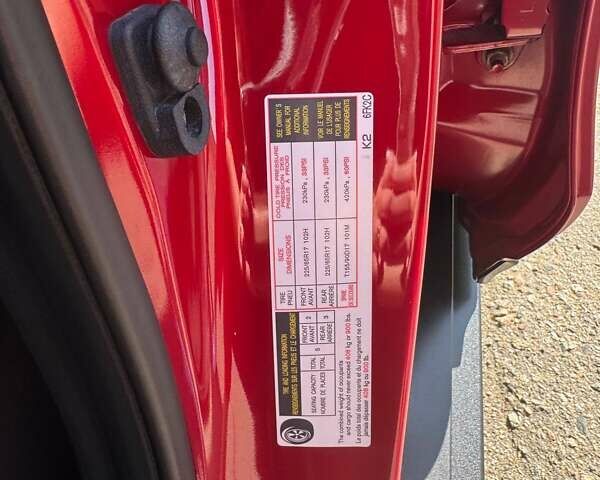 TIRE AND LOADING INFORMATION
RENSEIGNEMENTS SUR LES PNEUS ET LE CHARGEMENT
SEATING CAPACITY TOTAL 5 FRONT 2 REAR 3
NOMBRE DE PLACES TOTAL AVANT ARRIÈRE
The combined weight of occupants
and cargo should never exceed 408 kg or 900 lbs.
Le poids total des occupants et du chargement ne doit
jamais dépasser 408 kg ou 900 lb.
TIRE SIZE COLD TIRE PRESSURE
PNEU DIMENSIONS PRESSION DES PNEUS A FROID
FRONT 225/65R17 102H 230kPa, 33PSI
AVANT
REAR 225/65R17 102H 230kPa, 33PSI
ARRIÈRE
SPARE T155/90D17 101M 420kPa, 60PSI
DE SECOURS
SEE OWNER'S
MANUAL FOR
ADDITIONAL
INFORMATION
VOIR LE MANUEL
DE L'USAGER
POUR PLUS DE
RENSEIGNEMENTS
K2 6FK2C